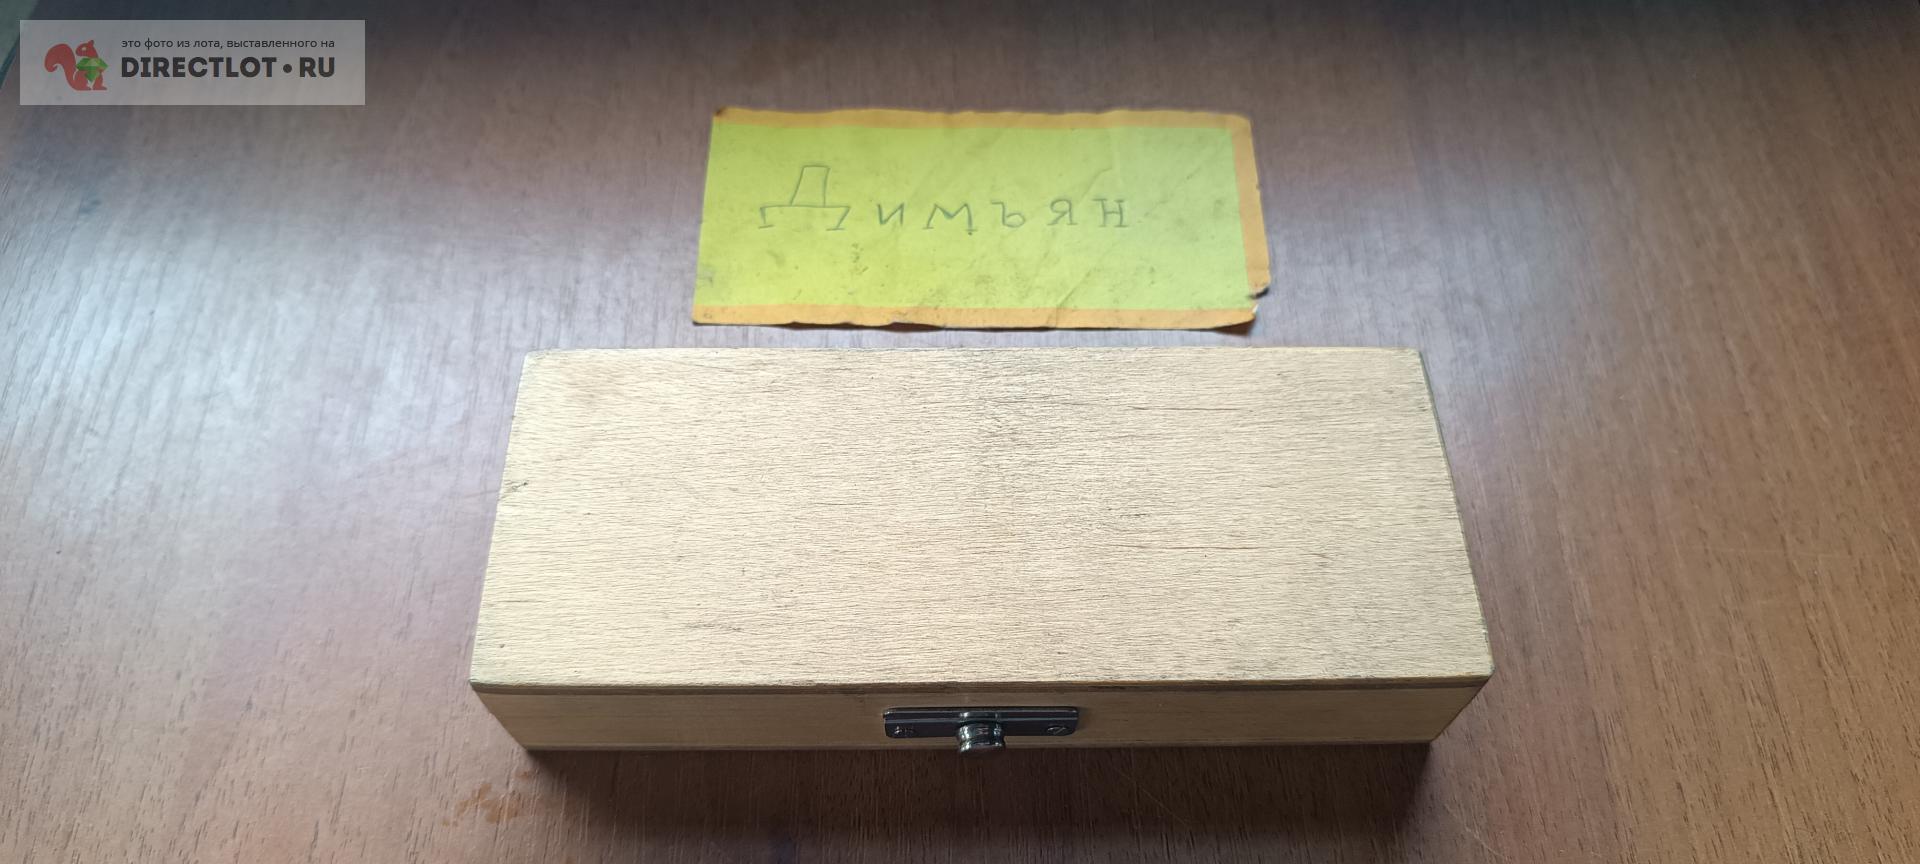 это фото из лота, выставленного на
DIRECTLOT•RU
Димъян